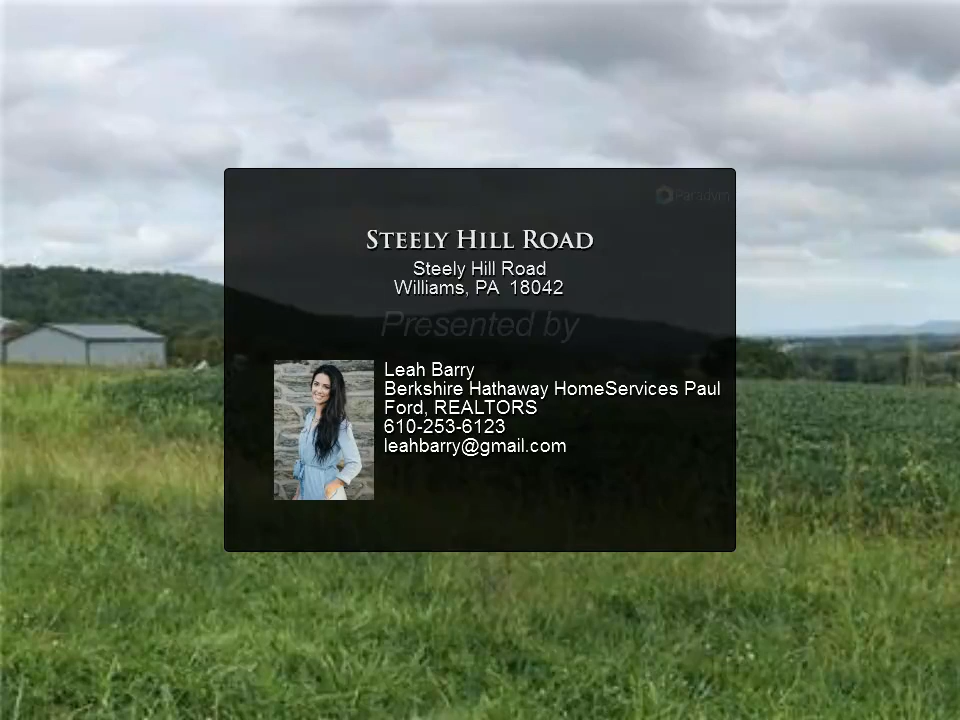 Paradym
STEELY HILL ROAD
Steely Hill Road
Williams, PA 18042
Presented by
Leah Barry
Berkshire Hathaway HomeServices Paul
Ford, REALTORS
610-253-6123
leahbarry@gmail.com